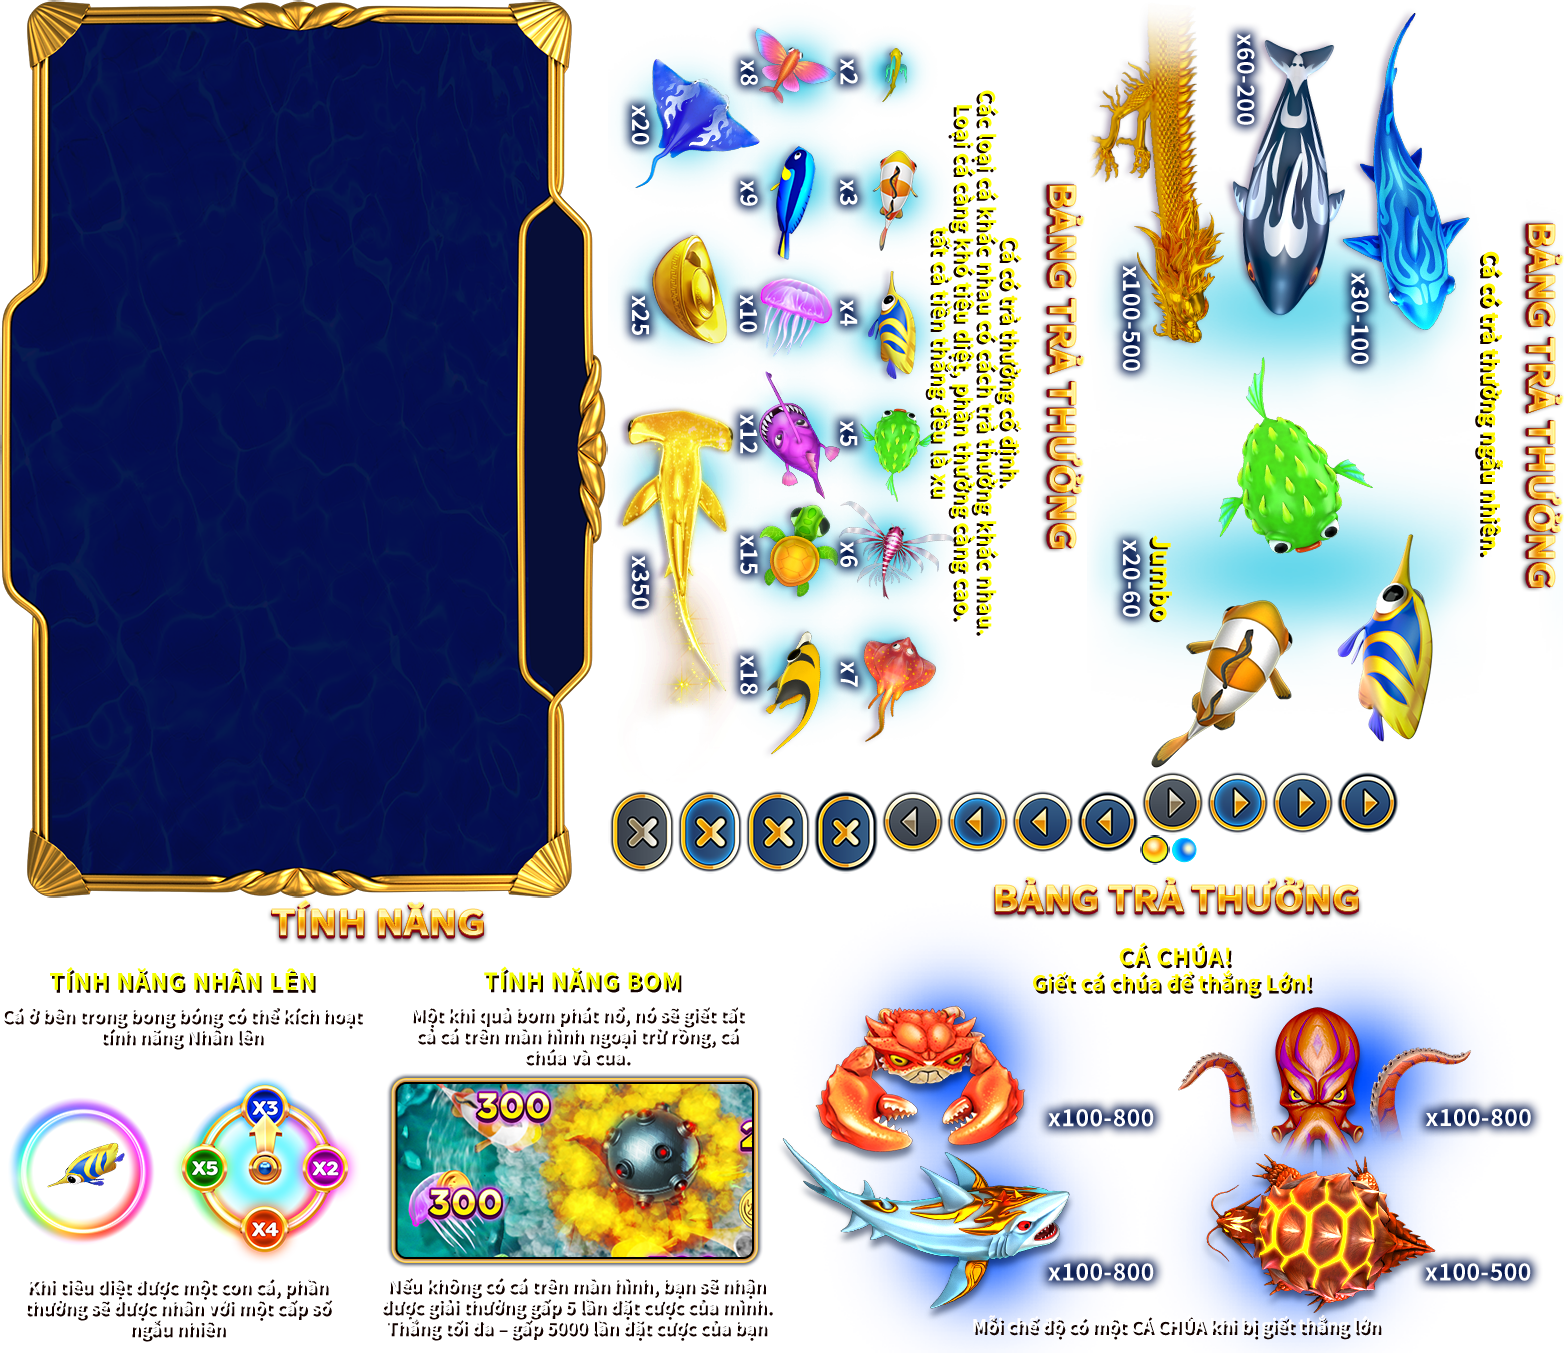 BẢNG TRẢ THƯỞNG
Cá có trả thưởng ngẫu nhiên.
x60-200
x30-100
x100-500
Jumbo
x20-60
BẢNG TRẢ THƯỞNG
Cá có trả thưởng cố định.
Các loại cá khác nhau có cách trả thưởng khác nhau.
Loại cá càng khó tiêu diệt, phần thưởng càng cao.
tất cả tiền thắng đều là xu
x2
x3
x4
x5
x6
x7
x8
x9
x10
x12
x15
x18
x20
x25
x350
TÍNH NĂNG
TÍNH NĂNG NHÂN LÊN
Cá ở bên trong bong bóng có thể kích hoạt
tính năng Nhân lên
X3
X5
X2
X4
Khi tiêu diệt được một con cá, phần
thưởng sẽ được nhân với một cấp số
ngẫu nhiên
TÍNH NĂNG BOM
Một khi quả bom phát nổ, nó sẽ giết tất
cả cá trên màn hình ngoại trừ rồng, cá
chúa và cua.
300
300
2
Nếu không có cá trên màn hình, bạn sẽ nhận
được giải thưởng gấp 5 lần đặt cược của mình.
Thắng tối đa – gấp 5000 lần đặt cược của bạn
BẢNG TRẢ THƯỞNG
CÁ CHÚA!
Giết cá chúa để thắng Lớn!
x100-800
x100-800
x100-800
x100-500
Mỗi chế độ có một CÁ CHÚA khi bị giết thắng lớn